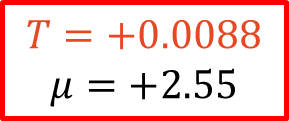 T = +0.0088
μ = +2.55